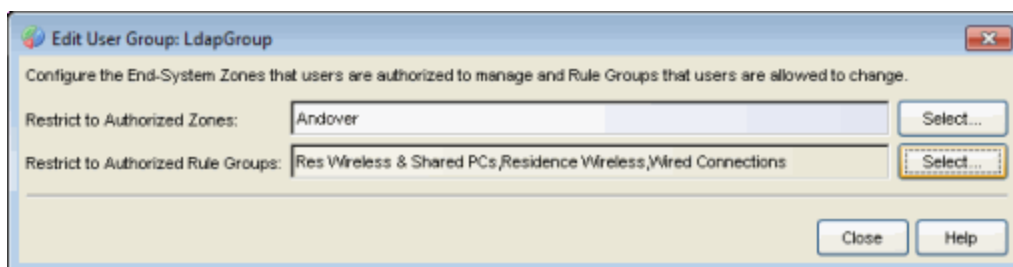 Edit User Group: LdapGroup
Configure the End-System Zones that users are authorized to manage and Rule Groups that users are allowed to change.
Restrict to Authorized Zones: Andover Select...
Restrict to Authorized Rule Groups: Res Wireless & Shared PCs,Residence Wireless,Wired Connections Select...
Close Help